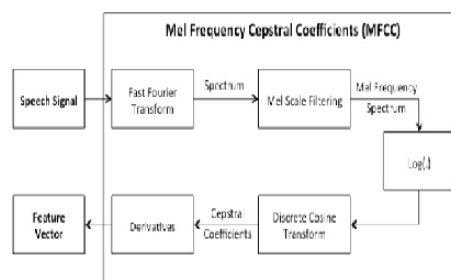 Mel Frequency Cepstral Coefficients (MFCC)
Speech Signal
Fast Fourier
Transform
Spectrum
Mel Scale Filtering
Mel Frequency
Spectrum
Log(.)
Discrete Cosine
Transform
Cepstral
Coefficients
Derivatives
Feature
Vector